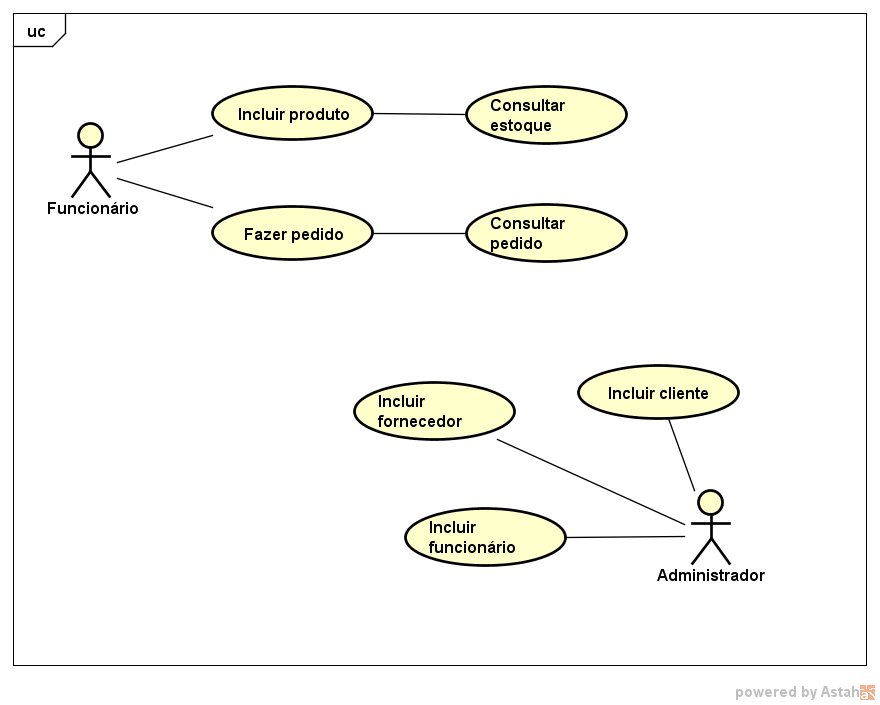 uc
Incluir produto
Consultar
estoque
Funcionário
Fazer pedido
Consultar
pedido
Incluir
fornecedor
Incluir cliente
Incluir
funcionário
Administrador
powered by Astah